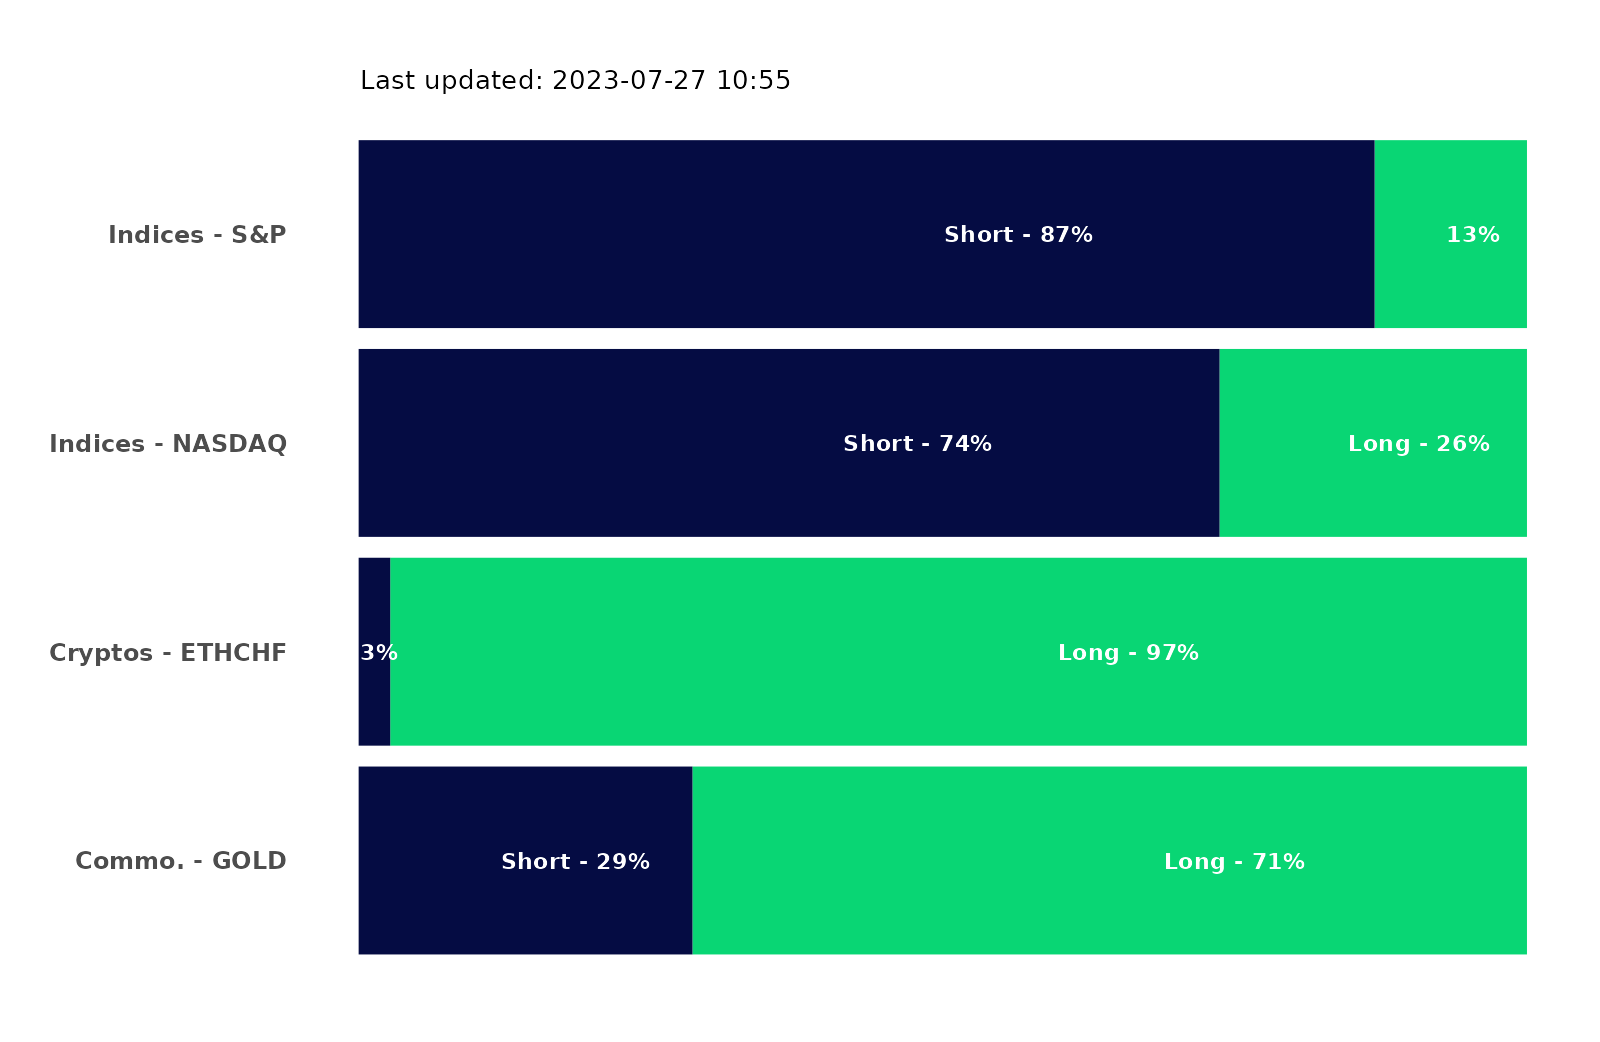 Last updated: 2023-07-27 10:55
Indices - S&P
Short - 87%
13%
Indices - NASDAQ
Short - 74%
Long - 26%
Cryptos - ETHCHF
3%
Long - 97%
Commo. - GOLD
Short - 29%
Long - 71%